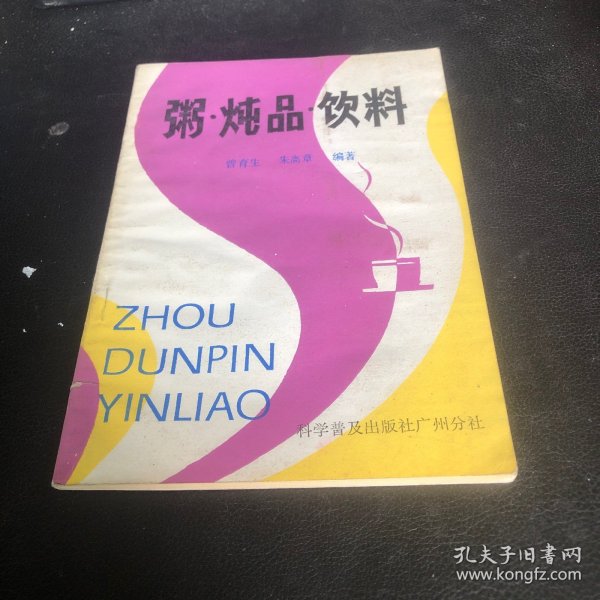 粥·炖品·饮料
曾育生 朱高章 编著
ZHOU
DUNPIN
YINLIAO
科学普及出版社广州分社
孔夫子旧书网
www.kongfz.com